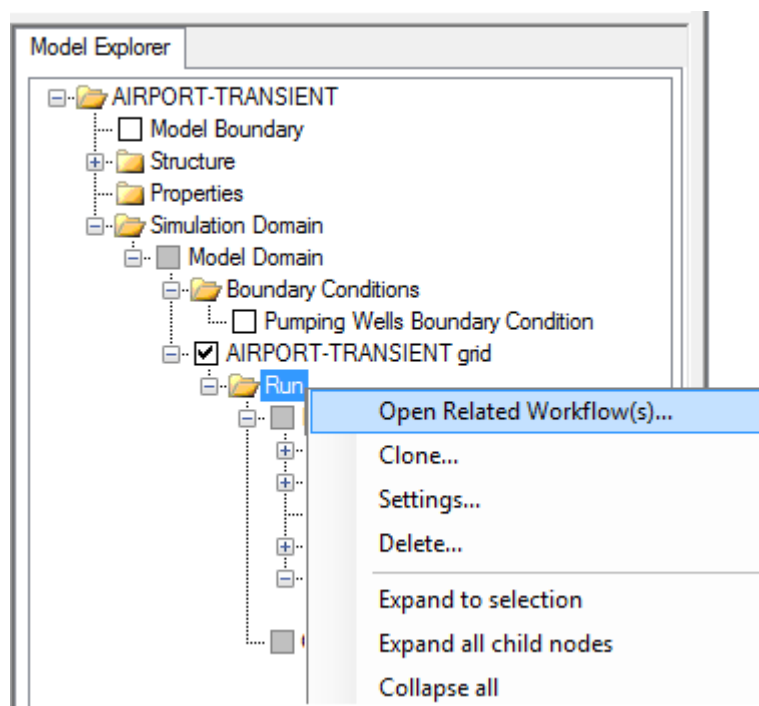 Model Explorer
AIRPORT-TRANSIENT
Model Boundary
Structure
Properties
Simulation Domain
Model Domain
Boundary Conditions
Pumping Wells Boundary Condition
AIRPORT-TRANSIENT grid
Run
Open Related Workflow(s)...
Clone...
Settings...
Delete...
Expand to selection
Expand all child nodes
Collapse all